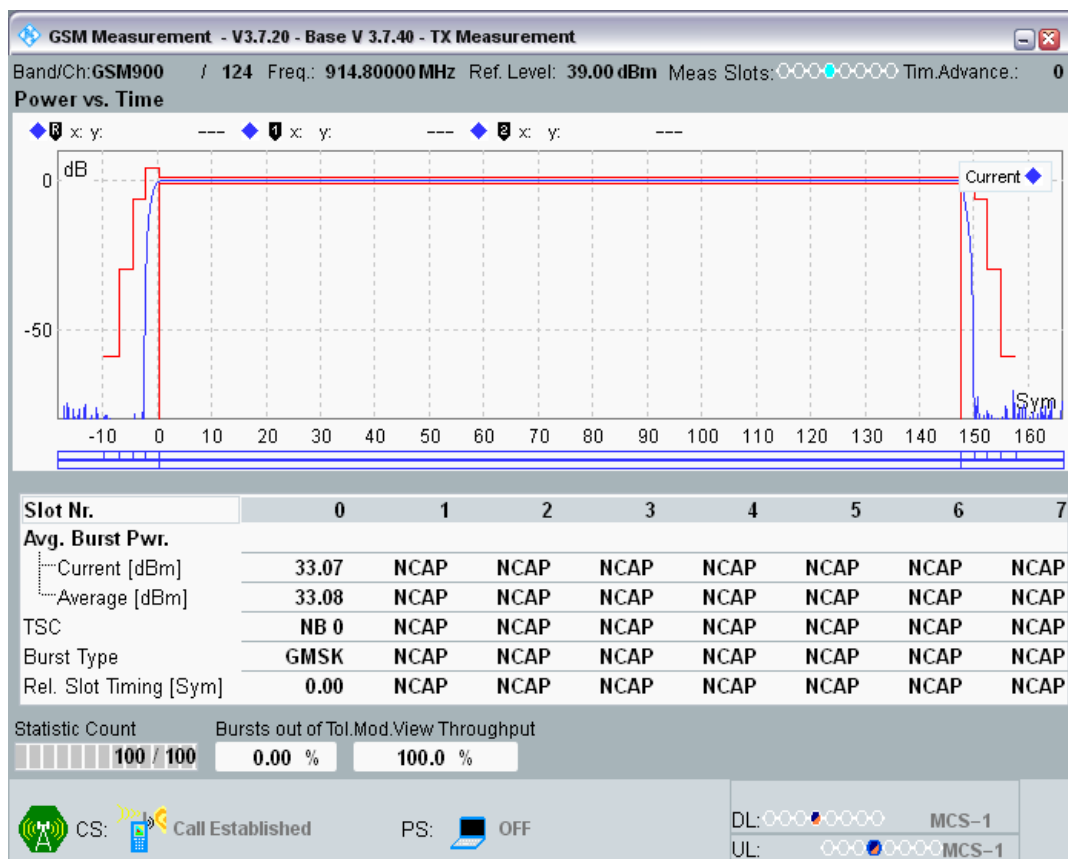 GSM Measurement - V3.7.20 - Base V 3.7.40 - TX Measurement
Band/Ch:GSM900 / 124 Freq.: 914.80000 MHz Ref. Level: 39.00 dBm Meas Slots: Tim.Advance.: 0
Power vs. Time
R x: y: --- 1 x: y: --- 2 x: y: ---
dB
Current
0
-50
Sym
-10 0 10 20 30 40 50 60 70 80 90 100 110 120 130 140 150 160
Slot Nr. 0 1 2 3 4 5 6 7
Avg. Burst Pwr.
Current [dBm] 33.07 NCAP NCAP NCAP NCAP NCAP NCAP NCAP
Average [dBm] 33.08 NCAP NCAP NCAP NCAP NCAP NCAP NCAP
TSC NB 0 NCAP NCAP NCAP NCAP NCAP NCAP NCAP
Burst Type GMSK NCAP NCAP NCAP NCAP NCAP NCAP NCAP
Rel. Slot Timing [Sym] 0.00 NCAP NCAP NCAP NCAP NCAP NCAP NCAP
Statistic Count Bursts out of Tol.Mod.View Throughput
100 / 100 0.00 % 100.0 %
CS: Call Established PS: OFF
DL: MCS-1
UL: MCS-1